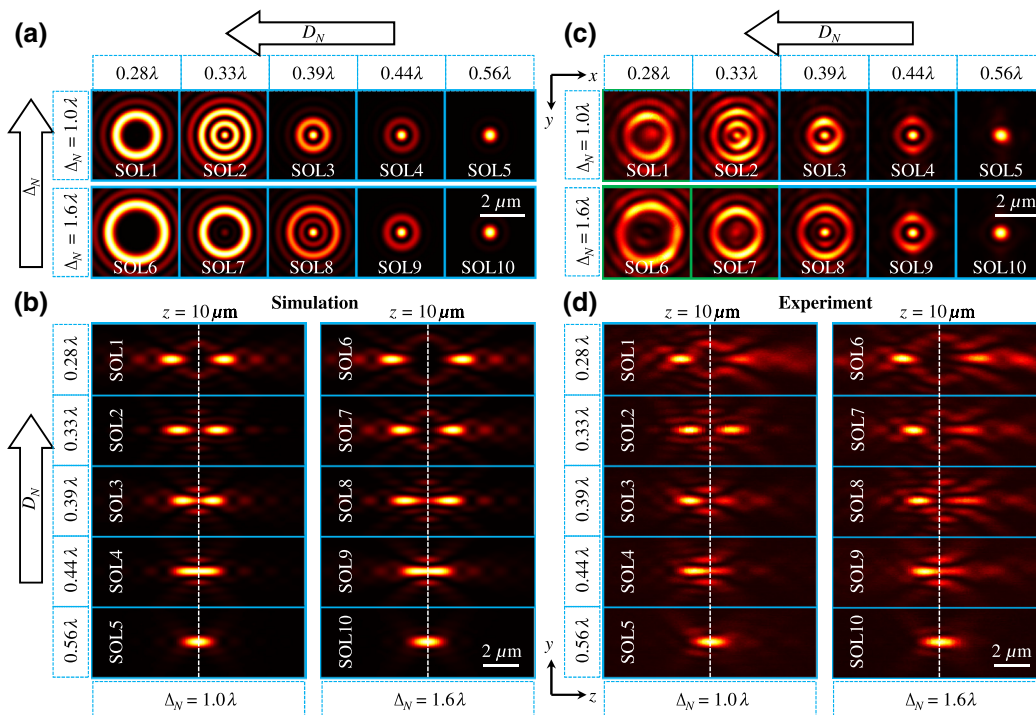 (a)
D_N
0.28λ 0.33λ 0.39λ 0.44λ 0.56λ
Δ_N
Δ_N = 1.0λ
SOL1 SOL2 SOL3 SOL4 SOL5
Δ_N = 1.6λ
2 µm
SOL6 SOL7 SOL8 SOL9 SOL10
(c)
D_N
x
y
0.28λ 0.33λ 0.39λ 0.44λ 0.56λ
Δ_N = 1.0λ
SOL1 SOL2 SOL3 SOL4 SOL5
Δ_N = 1.6λ
2 µm
SOL6 SOL7 SOL8 SOL9 SOL10
(b)
Simulation
z = 10 µm z = 10 µm
D_N
0.28λ SOL1 SOL6
0.33λ SOL2 SOL7
0.39λ SOL3 SOL8
0.44λ SOL4 SOL9
0.56λ SOL5 SOL10
2 µm
Δ_N = 1.0λ Δ_N = 1.6λ
y
z
(d)
Experiment
z = 10 µm z = 10 µm
0.28λ SOL1 SOL6
0.33λ SOL2 SOL7
0.39λ SOL3 SOL8
0.44λ SOL4 SOL9
0.56λ SOL5 SOL10
2 µm
Δ_N = 1.0λ Δ_N = 1.6λ